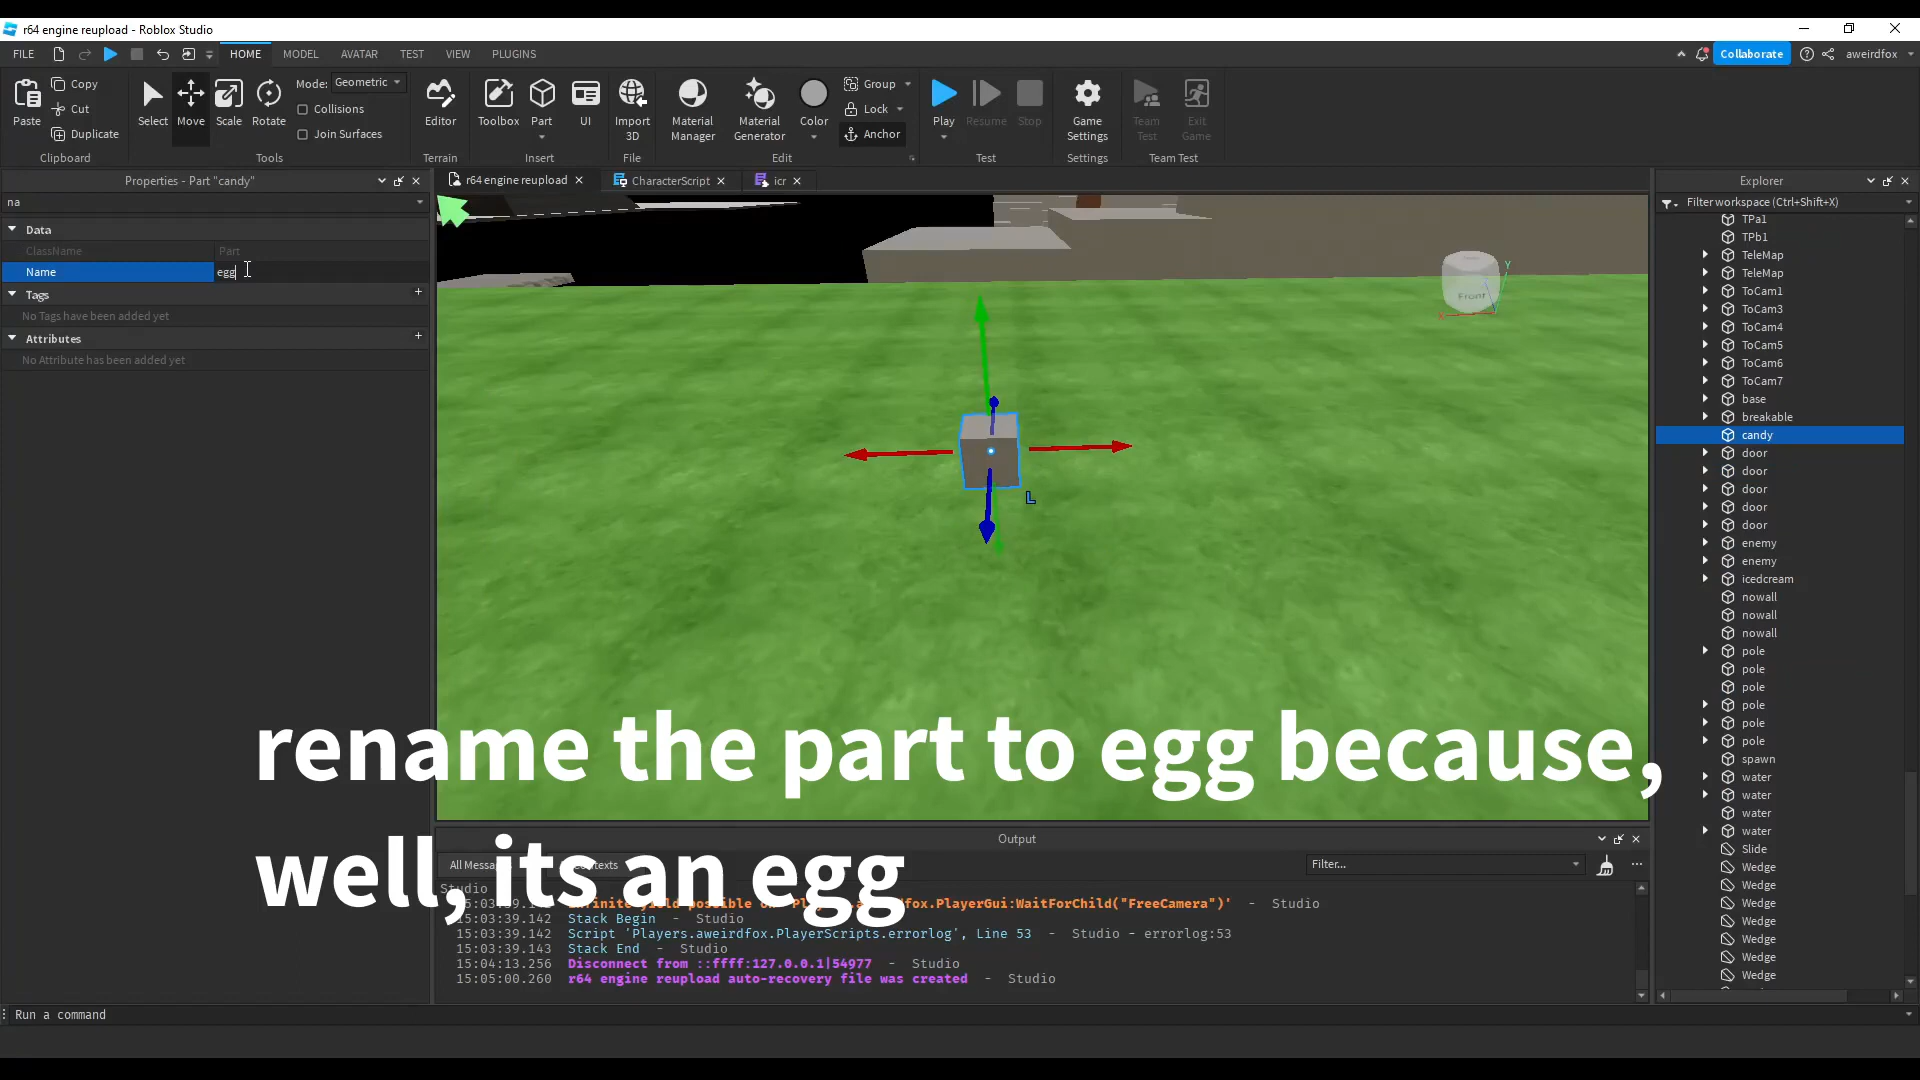 r64 engine reupload - Roblox Studio
FILE HOME MODEL AVATAR TEST VIEW PLUGINS Collaborate aweirdfox
Paste Copy Cut Duplicate Clipboard
Select Move Scale Rotate Mode: Geometric Collisions Join Surfaces Tools
Editor Terrain
Toolbox Part UI Insert
Import 3D File
Material Manager Material Generator Color Group Lock Anchor Edit
Play Resume Stop Test
Game Settings Settings
Team Test Exit Game Team Test
Properties - Part "candy"
na
Data
ClassName Part
Name egg
Tags
No Tags have been added yet
Attributes
No Attribute has been added yet
r64 engine reupload CharacterScript icr
Front
X
Y
L
rename the part to egg because,
well, its an egg
Output
All Messag
Contexts
Filter...
Studio
Studio
15:03:39.142 Stack Begin - Studio
15:03:39.142 Script 'Players.aweirdfox.PlayerScripts.errorlog', Line 53 - Studio - errorlog:53
15:03:39.143 Stack End - Studio
15:04:13.256 Disconnect from ::ffff:127.0.0.1|54977 - Studio
15:05:00.260 r64 engine reupload auto-recovery file was created - Studio
Run a command
Explorer
Filter workspace (Ctrl+Shift+X)
TPa1
TPb1
TeleMap
TeleMap
ToCam1
ToCam3
ToCam4
ToCam5
ToCam6
ToCam7
base
breakable
candy
door
door
door
door
door
enemy
enemy
icedcream
nowall
nowall
nowall
pole
pole
pole
pole
pole
pole
spawn
water
water
water
water
Slide
Wedge
Wedge
Wedge
Wedge
Wedge
Wedge
Wedge